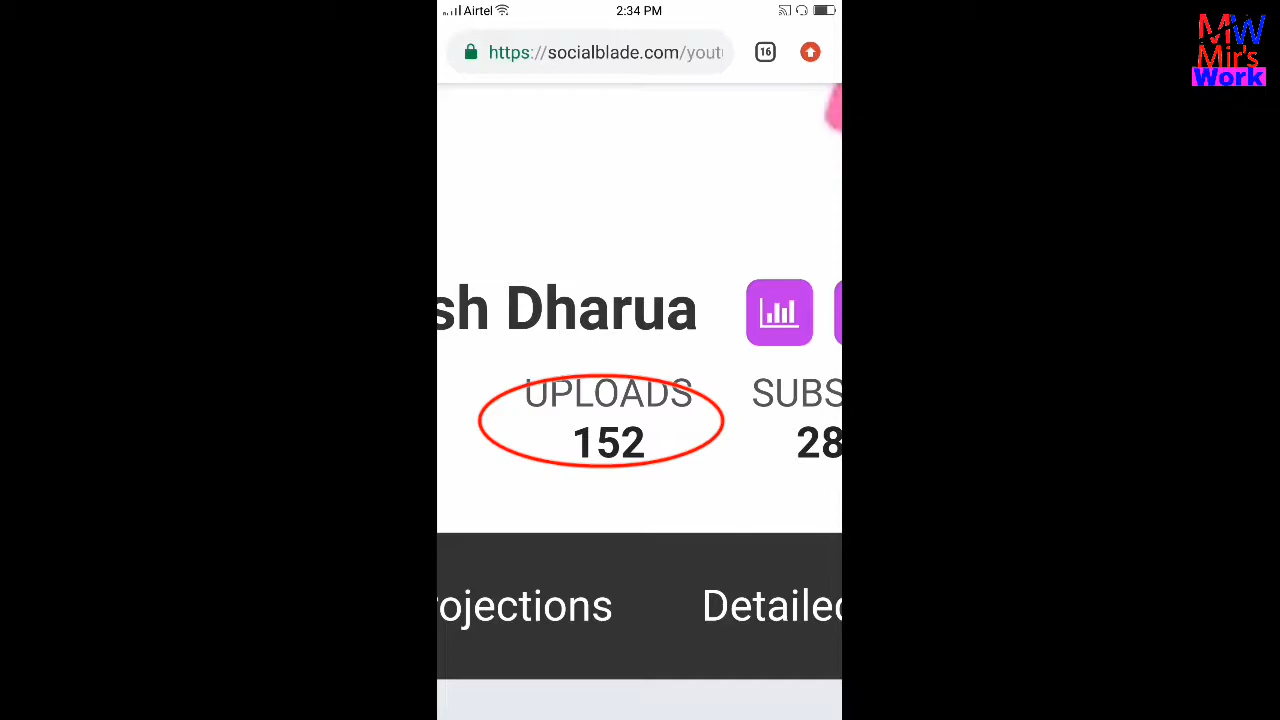 Airtel
2:34 PM
https://socialblade.com/yout
16
MW
Mir's
Work
sh Dharua
UPLOADS
SUBS
152
28
rojections
Detailed